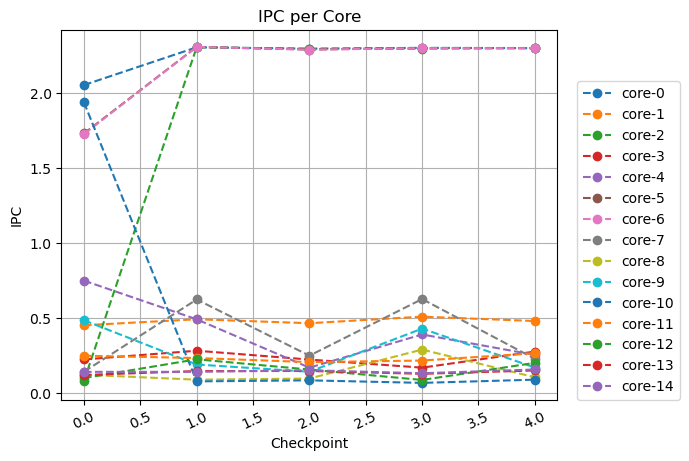 IPC per Core
IPC
2.0
1.5
1.0
0.5
0.0
0.0
0.5
1.0
1.5
2.0
2.5
3.0
3.5
4.0
Checkpoint
core-0
core-1
core-2
core-3
core-4
core-5
core-6
core-7
core-8
core-9
core-10
core-11
core-12
core-13
core-14